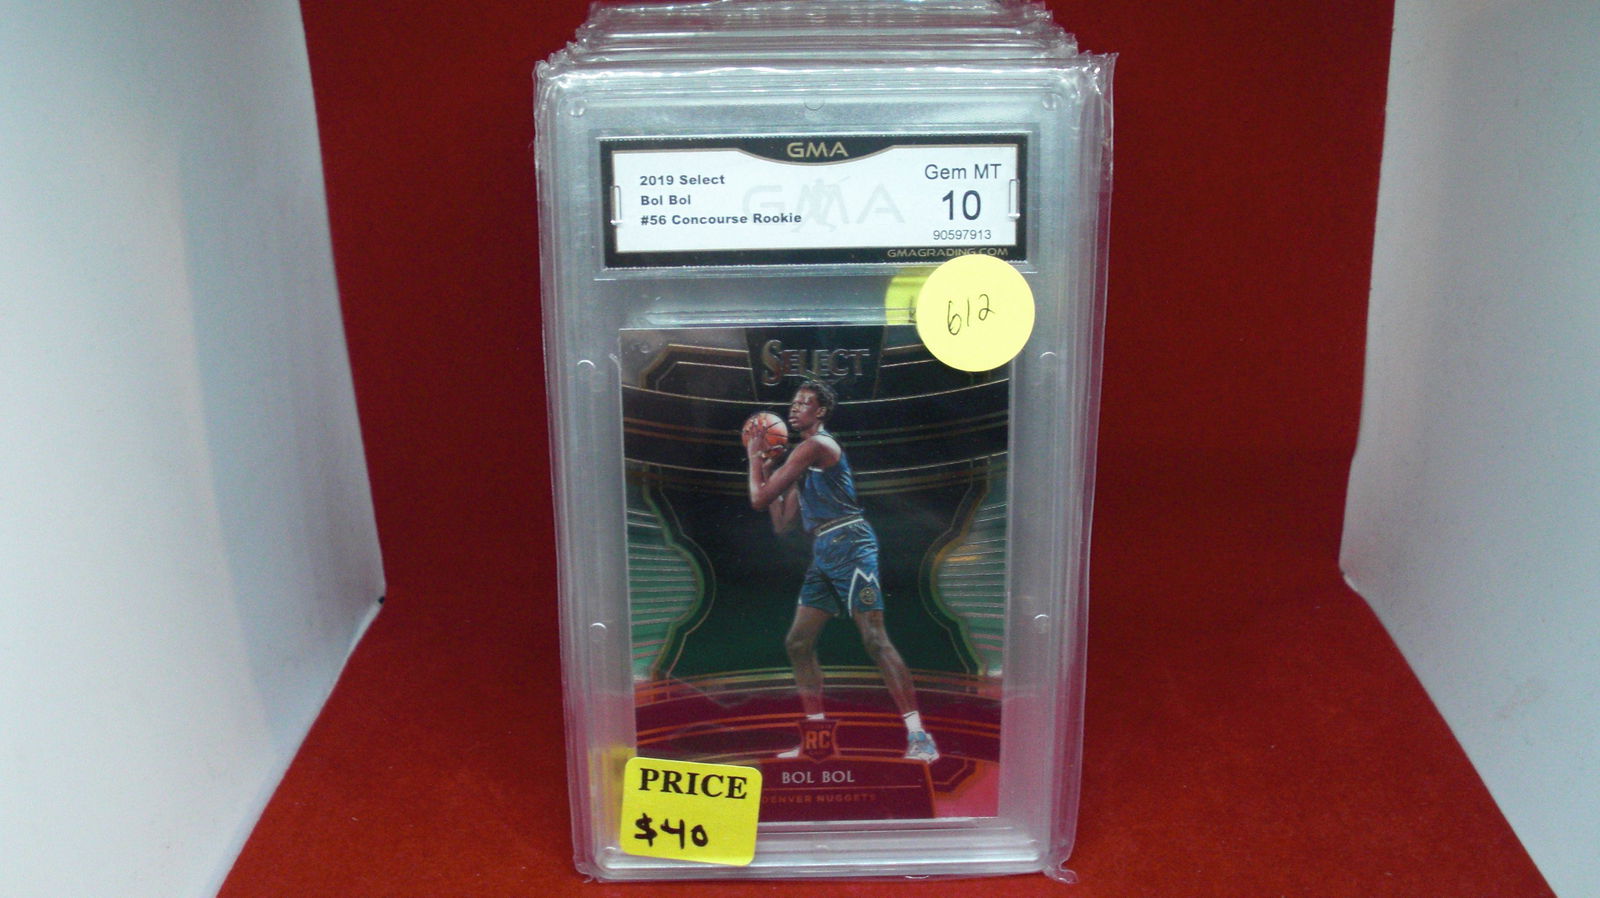 GMA
2019 Select
Bol Bol
#56 Concourse Rookie
GMA
Gem MT
10
90597913
GMAGRADING.COM
612
SELECT
RC
BOL BOL
DENVER NUGGETS
PRICE
$40